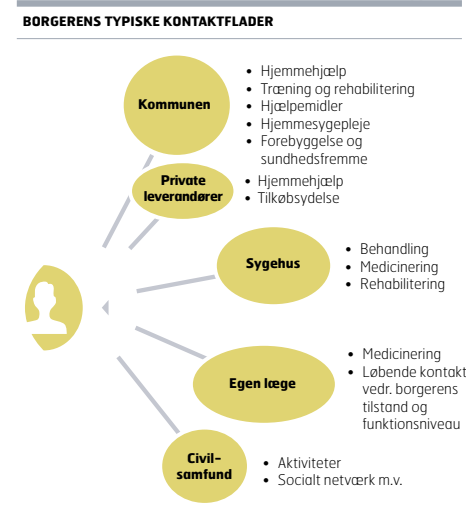 BORGERENS TYPISKE KONTAKTFLADER
Kommunen
• Hjemmehjælp
• Træning og rehabilitering
• Hjælpemidler
• Hjemmesygepleje
• Forebyggelse og
sundhedsfremme
Private
leverandører
• Hjemmehjælp
• Tilkøbsydelse
Sygehus
• Behandling
• Medicinering
• Rehabilitering
Egen læge
• Medicinering
• Løbende kontakt
vedr. borgerens
tilstand og
funktionsniveau
Civil-
samfund
• Aktiviteter
• Socialt netværk m.v.